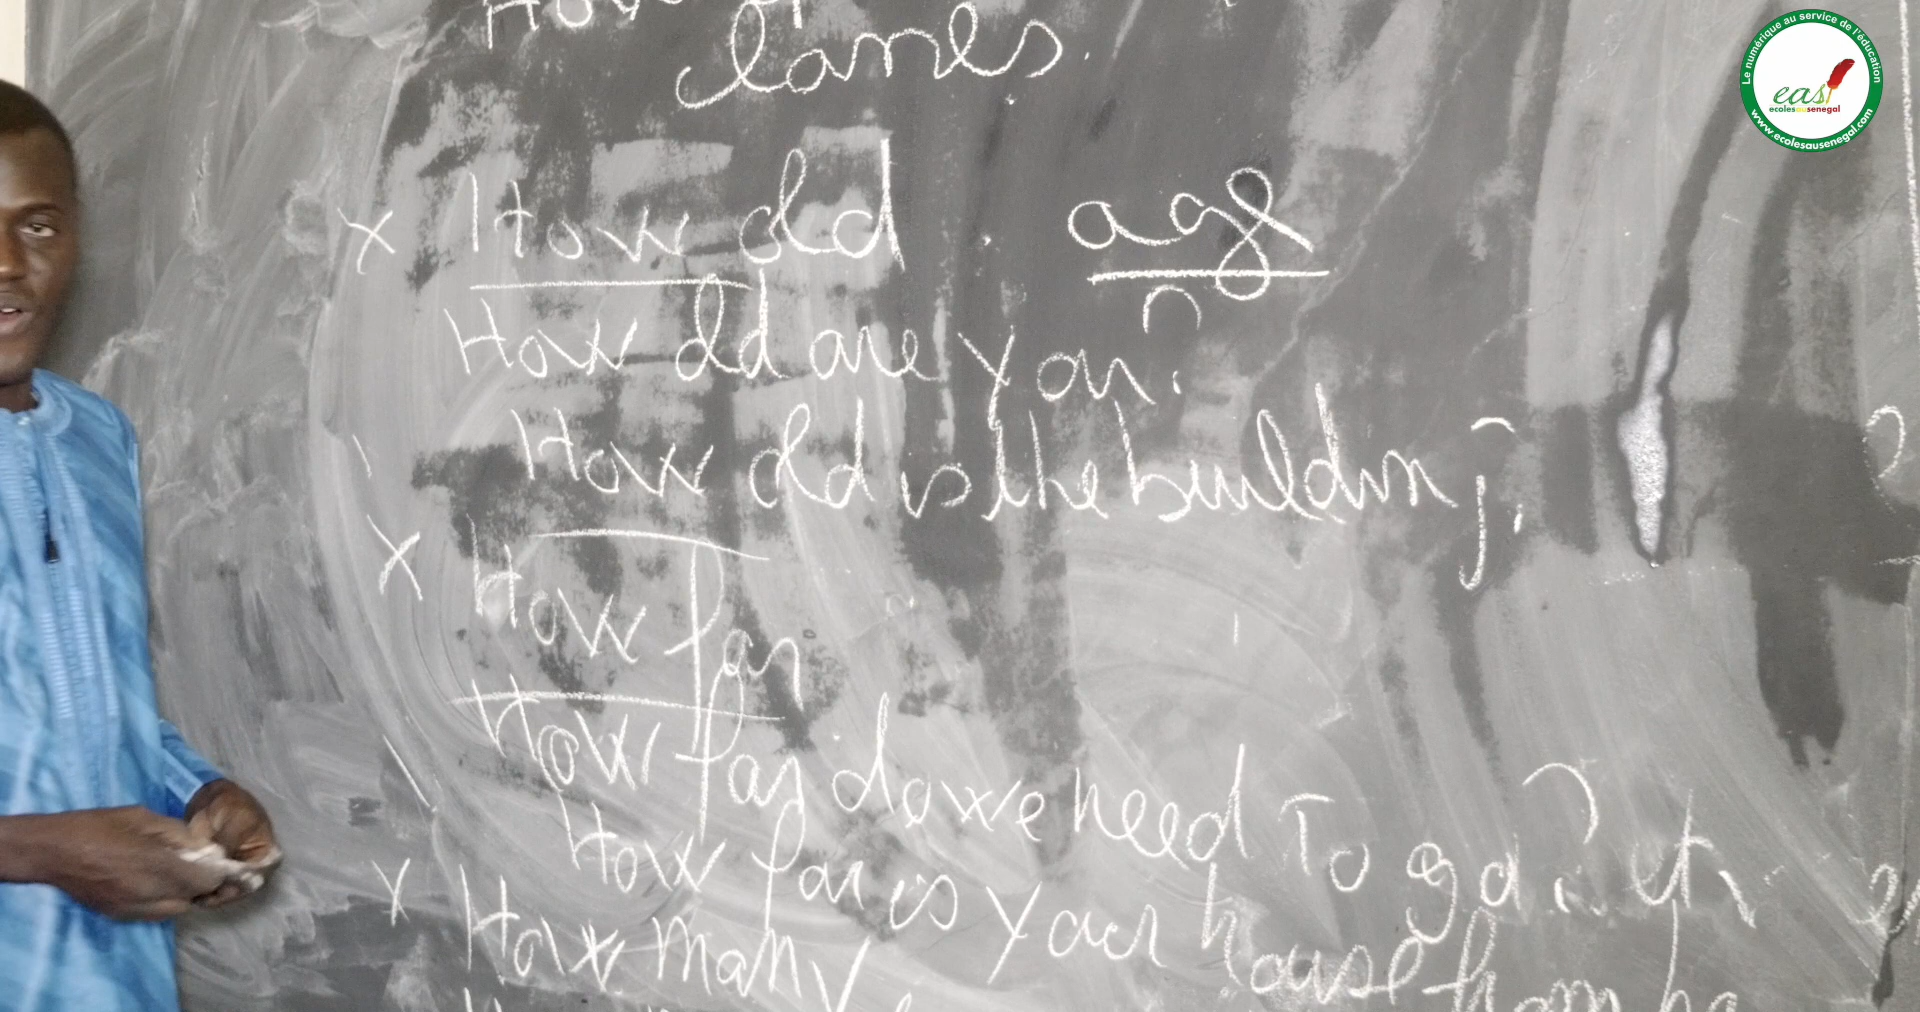 lanes.
x How old age
How old are you?
How old is the building?
x How far
How far do we need to go?
How far is your house from he
x How many
Le numérique au service de l'éducation
eas
ecolesausenegal
www.ecolesausenegal.com